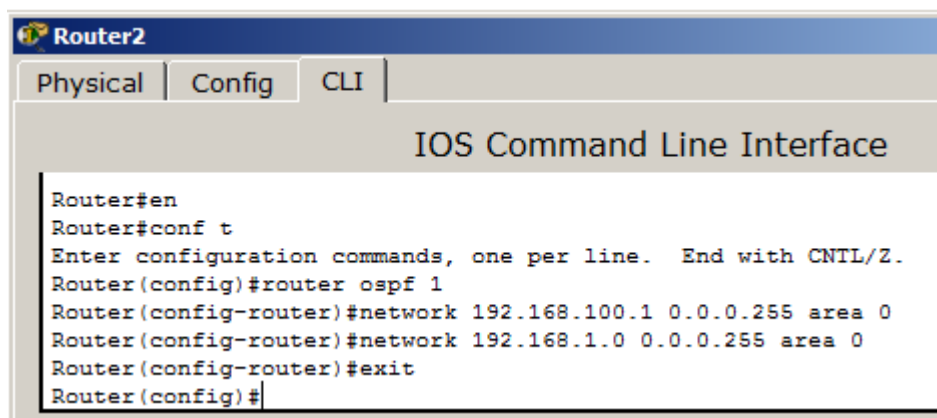 Router2
Physical Config CLI
IOS Command Line Interface
Router#en
Router#conf t
Enter configuration commands, one per line.  End with CNTL/Z.
Router(config)#router ospf 1
Router(config-router)#network 192.168.100.1 0.0.0.255 area 0
Router(config-router)#network 192.168.1.0 0.0.0.255 area 0
Router(config-router)#exit
Router(config)#